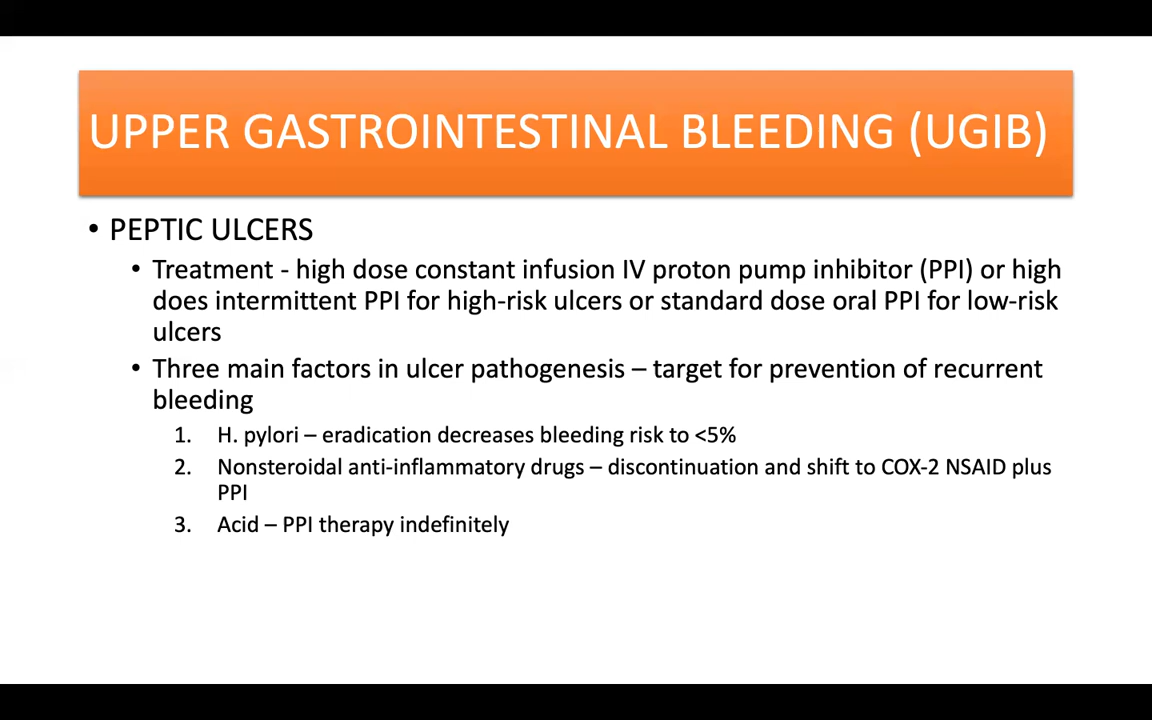 UPPER GASTROINTESTINAL BLEEDING (UGIB)
• PEPTIC ULCERS
• Treatment - high dose constant infusion IV proton pump inhibitor (PPI) or high
does intermittent PPI for high-risk ulcers or standard dose oral PPI for low-risk
ulcers
• Three main factors in ulcer pathogenesis – target for prevention of recurrent
bleeding
1. H. pylori – eradication decreases bleeding risk to <5%
2. Nonsteroidal anti-inflammatory drugs – discontinuation and shift to COX-2 NSAID plus
PPI
3. Acid – PPI therapy indefinitely